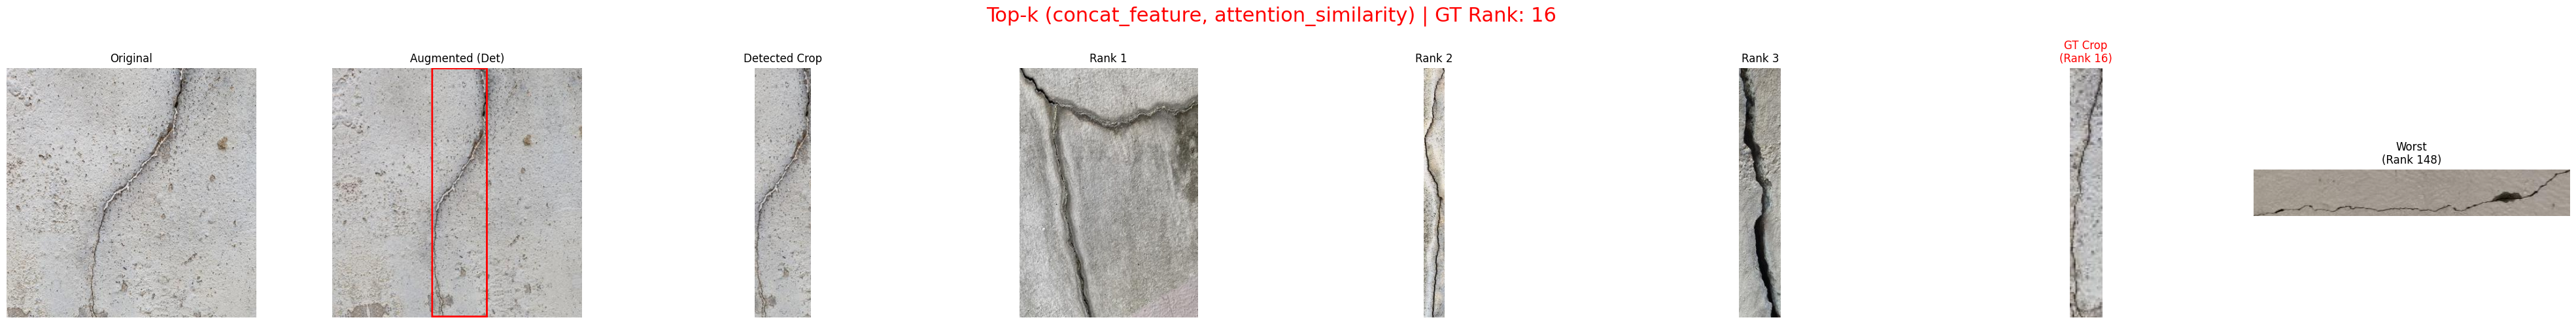 Top-k (concat_feature, attention_similarity) | GT Rank: 16
Original
Augmented (Det)
Detected Crop
Rank 1
Rank 2
Rank 3
GT Crop
(Rank 16)
Worst
(Rank 148)